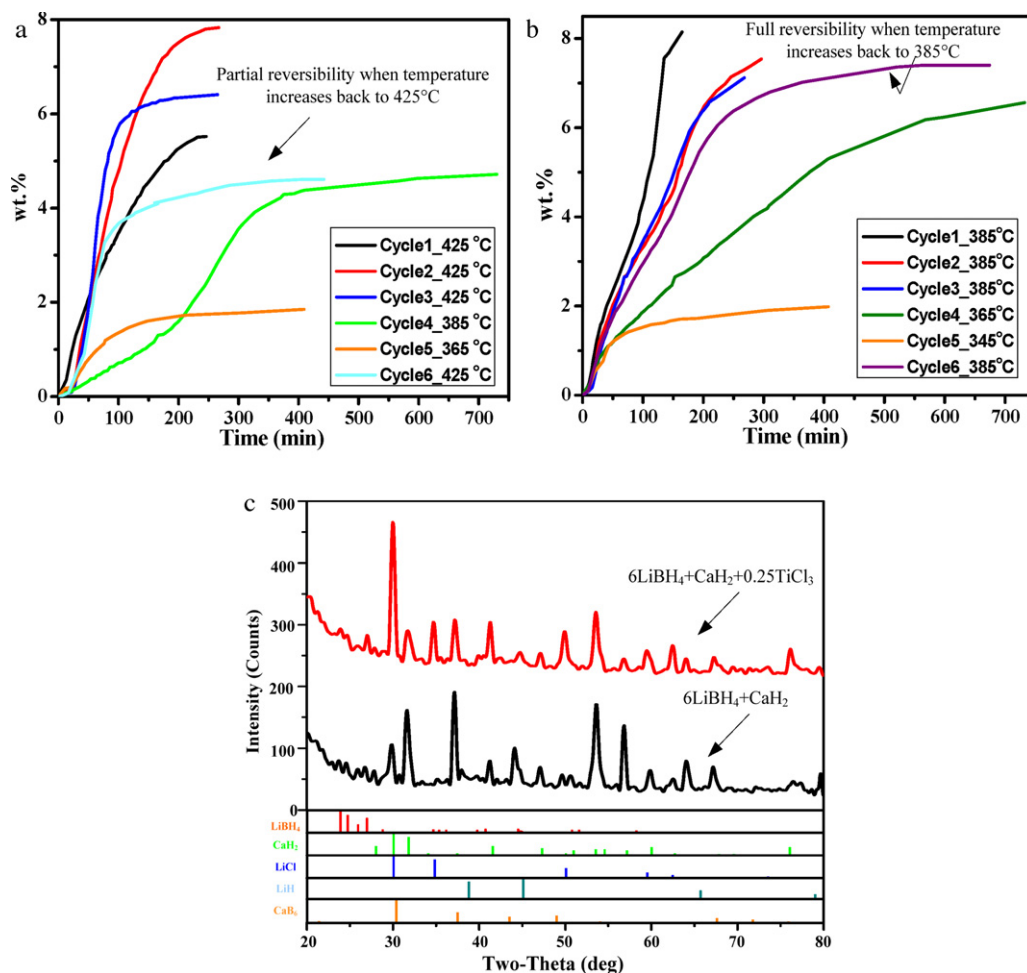 a
8
6
4
2
0
wt.%
Partial reversibility when temperature
increases back to 425°C
Cycle1_425 °C
Cycle2_425 °C
Cycle3_425 °C
Cycle4_385 °C
Cycle5_365 °C
Cycle6_425 °C
0 100 200 300 400 500 600 700
Time (min)
b
8
6
4
2
0
wt.%
Full reversibility when temperature
increases back to 385°C
Cycle1_385°C
Cycle2_385°C
Cycle3_385°C
Cycle4_365°C
Cycle5_345°C
Cycle6_385°C
0 100 200 300 400 500 600 700
Time (min)
c
500
400
300
200
100
0
Intensity (Counts)
6LiBH₄+CaH₂+0.25TiCl₃
6LiBH₄+CaH₂
LiBH₄
CaH₂
LiCl
LiH
CaB₆
20 30 40 50 60 70 80
Two-Theta (deg)